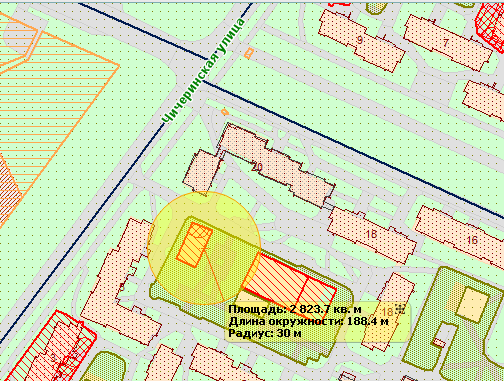 9
7
Чичеринская улица
20
18
16
Площадь: 2 823.7 кв. м
Длина окружности: 188.4 м
Радиус: 30 м
18